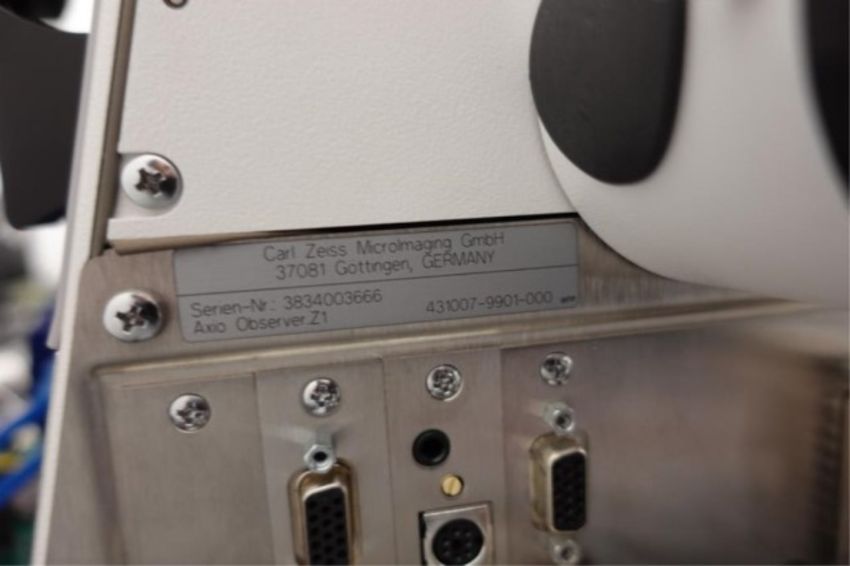 Carl Zeiss MicroImaging GmbH
37081 Göttingen, GERMANY
Serien-Nr.: 3834003666
431007-9901-000
Axio Observer.Z1